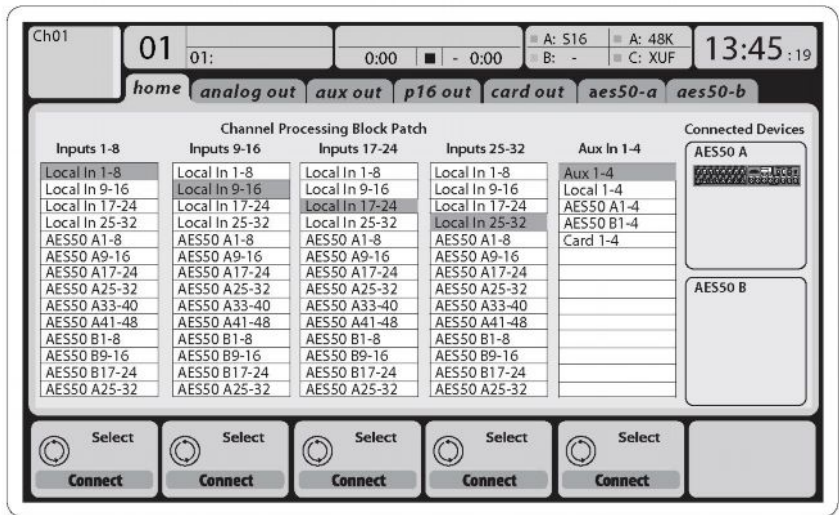 Ch01
01
01:
0:00 - 0:00
A: S16 A: 48K
B: - C: XUF
13:45 :19
home analog out aux out p16 out card out aes50-a aes50-b
Channel Processing Block Patch
Connected Devices
Inputs 1-8 Inputs 9-16 Inputs 17-24 Inputs 25-32 Aux In 1-4
AES50 A
Local In 1-8 Local In 1-8 Local In 1-8 Local In 1-8 Aux 1-4
Local In 9-16 Local In 9-16 Local In 9-16 Local In 9-16 Local 1-4
Local In 17-24 Local In 17-24 Local In 17-24 Local In 17-24 AES50 A1-4
Local In 25-32 Local In 25-32 Local In 25-32 Local In 25-32 AES50 B1-4
AES50 A1-8 AES50 A1-8 AES50 A1-8 AES50 A1-8 Card 1-4
AES50 A9-16 AES50 A9-16 AES50 A9-16 AES50 A9-16
AES50 A17-24 AES50 A17-24 AES50 A17-24 AES50 A17-24
AES50 A25-32 AES50 A25-32 AES50 A25-32 AES50 A25-32
AES50 B
AES50 A33-40 AES50 A33-40 AES50 A33-40 AES50 A33-40
AES50 A41-48 AES50 A41-48 AES50 A41-48 AES50 A41-48
AES50 B1-8 AES50 B1-8 AES50 B1-8 AES50 B1-8
AES50 B9-16 AES50 B9-16 AES50 B9-16 AES50 B9-16
AES50 B17-24 AES50 B17-24 AES50 B17-24 AES50 B17-24
AES50 A25-32 AES50 A25-32 AES50 A25-32 AES50 A25-32
Select Select Select Select Select
Connect Connect Connect Connect Connect